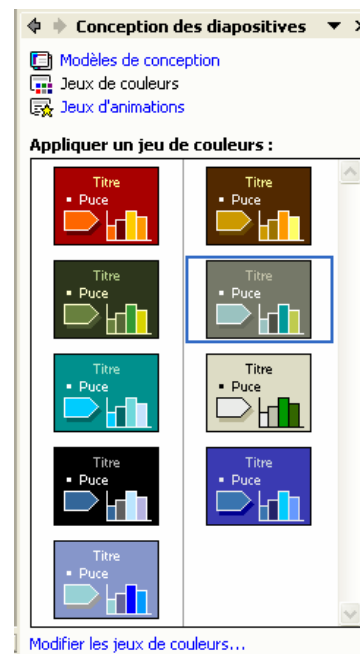 Conception des diapositives
Modèles de conception
Jeux de couleurs
Jeux d'animations
Appliquer un jeu de couleurs :
Titre
▪ Puce
Titre
▪ Puce
Titre
▪ Puce
Titre
▪ Puce
Titre
▪ Puce
Titre
▪ Puce
Titre
▪ Puce
Titre
▪ Puce
Titre
▪ Puce
Modifier les jeux de couleurs...